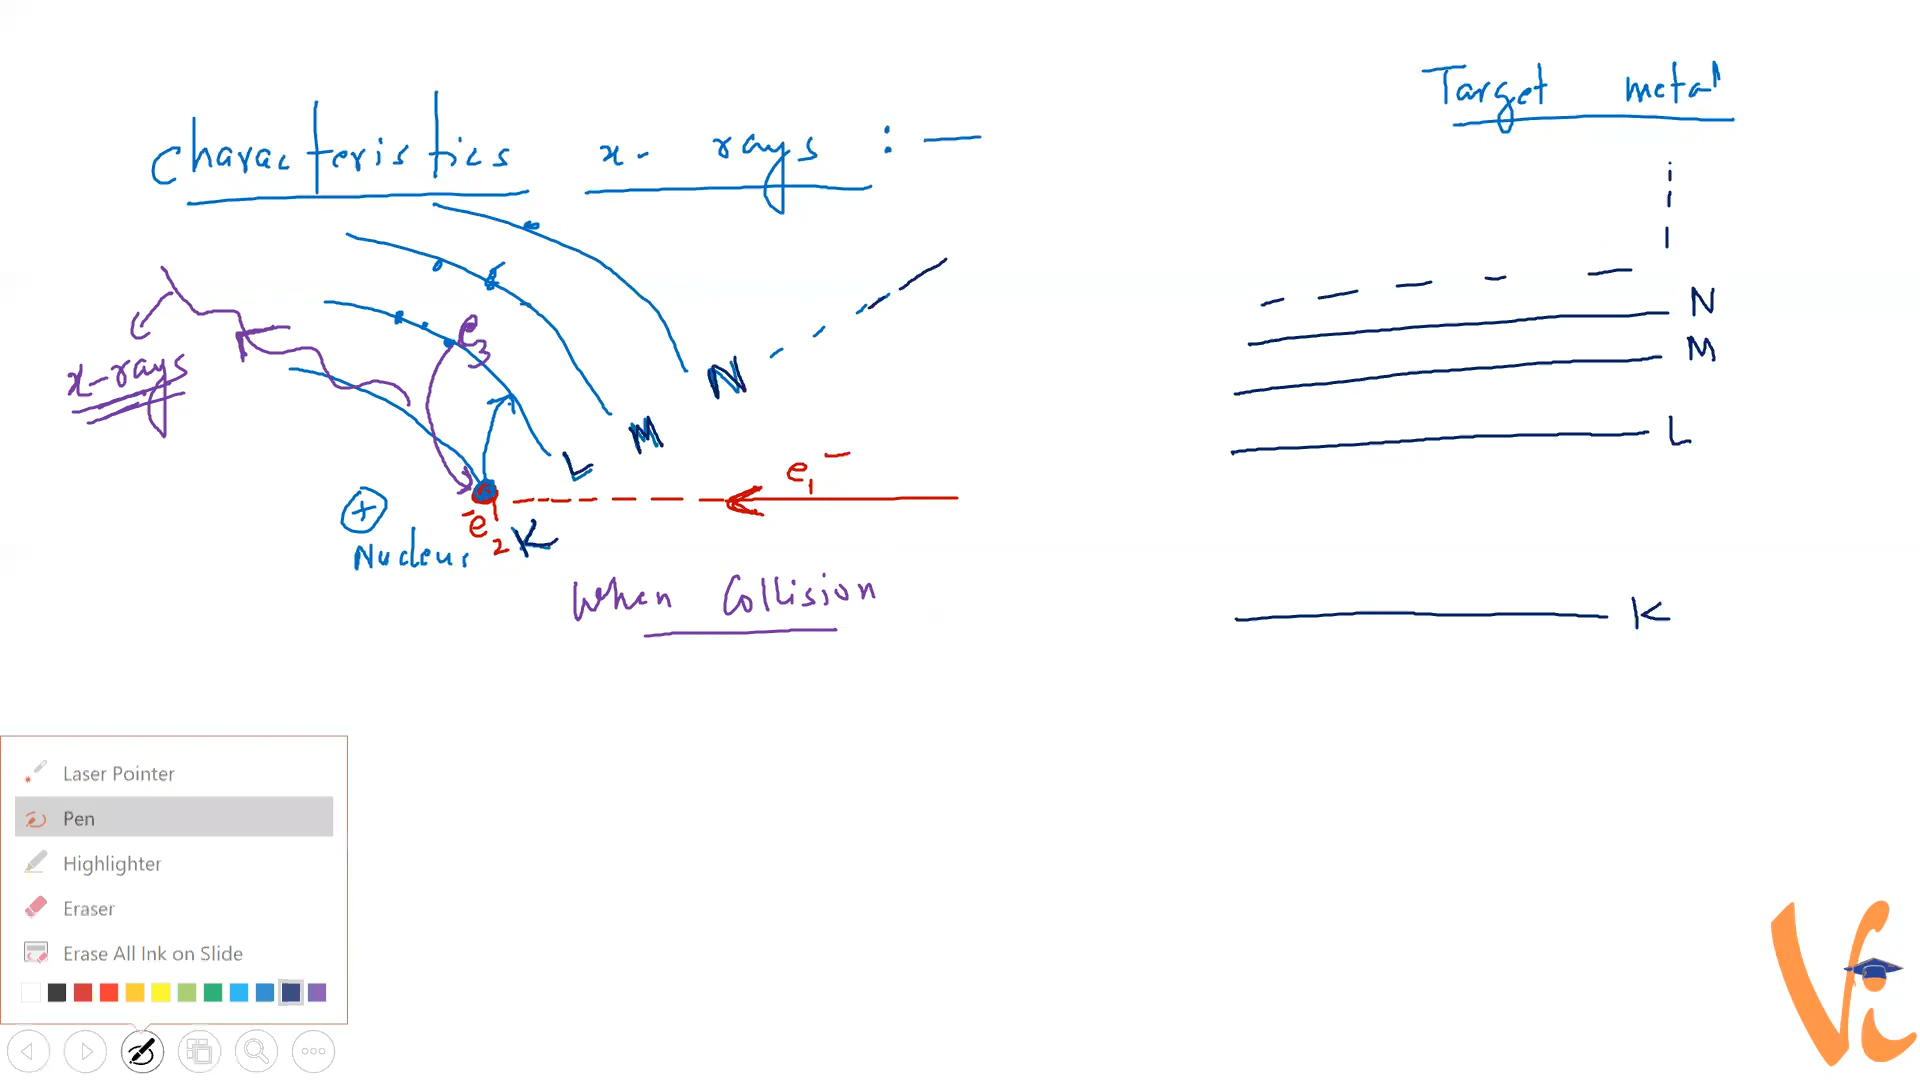 Target metal
Characteristics x- rays : —
N
M
e3
x-rays
N
M
L
L
e1-
+
-e2
K
Nucleus
When Collision
K
Laser Pointer
Pen
Highlighter
Eraser
Erase All Ink on Slide
Vi